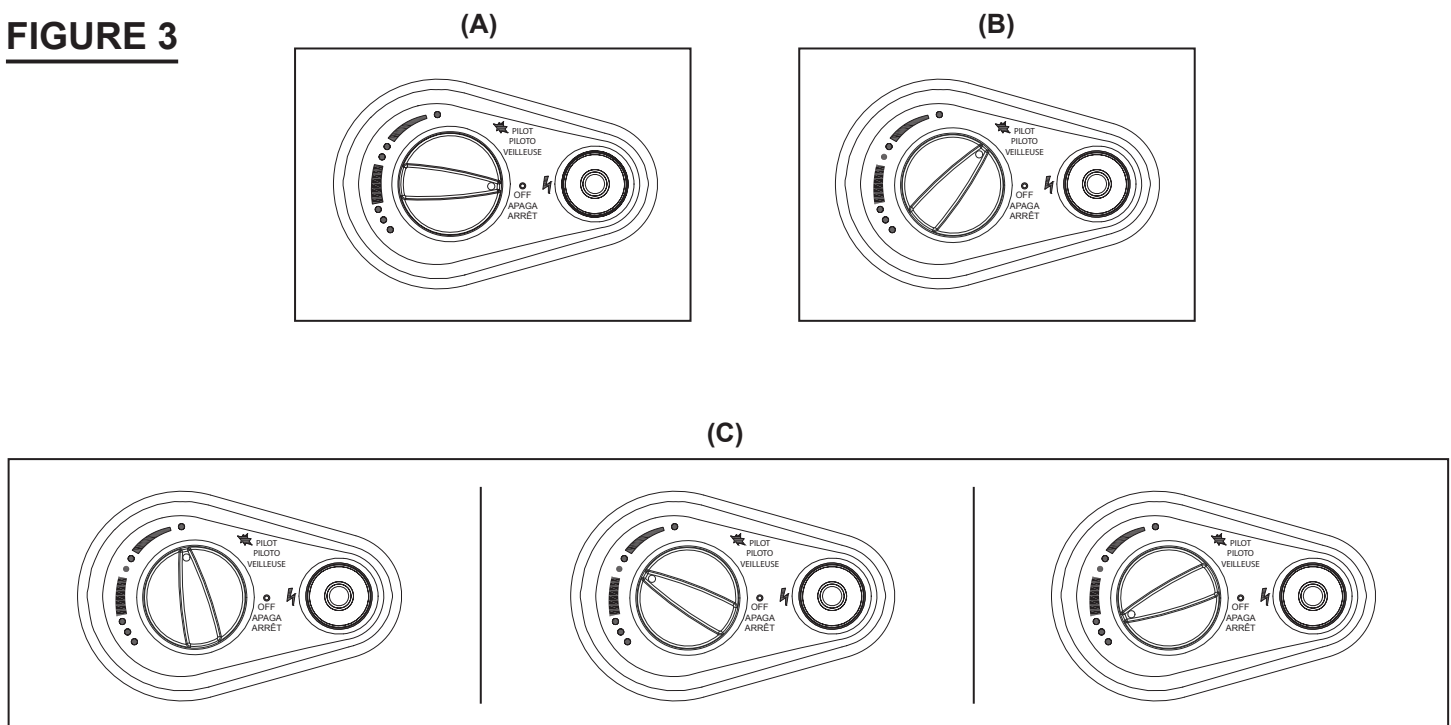 FIGURE 3
(A)
PILOT
PILOTO
VEILLEUSE
OFF
APAGA
ARRÊT
(B)
PILOT
PILOTO
VEILLEUSE
OFF
APAGA
ARRÊT
(C)
PILOT
PILOTO
VEILLEUSE
OFF
APAGA
ARRÊT
PILOT
PILOTO
VEILLEUSE
OFF
APAGA
ARRÊT
PILOT
PILOTO
VEILLEUSE
OFF
APAGA
ARRÊT